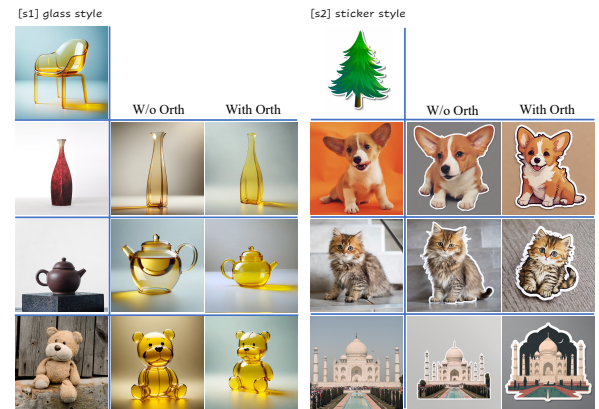 [s1] glass style
[s2] sticker style
W/o Orth
With Orth
W/o Orth
With Orth